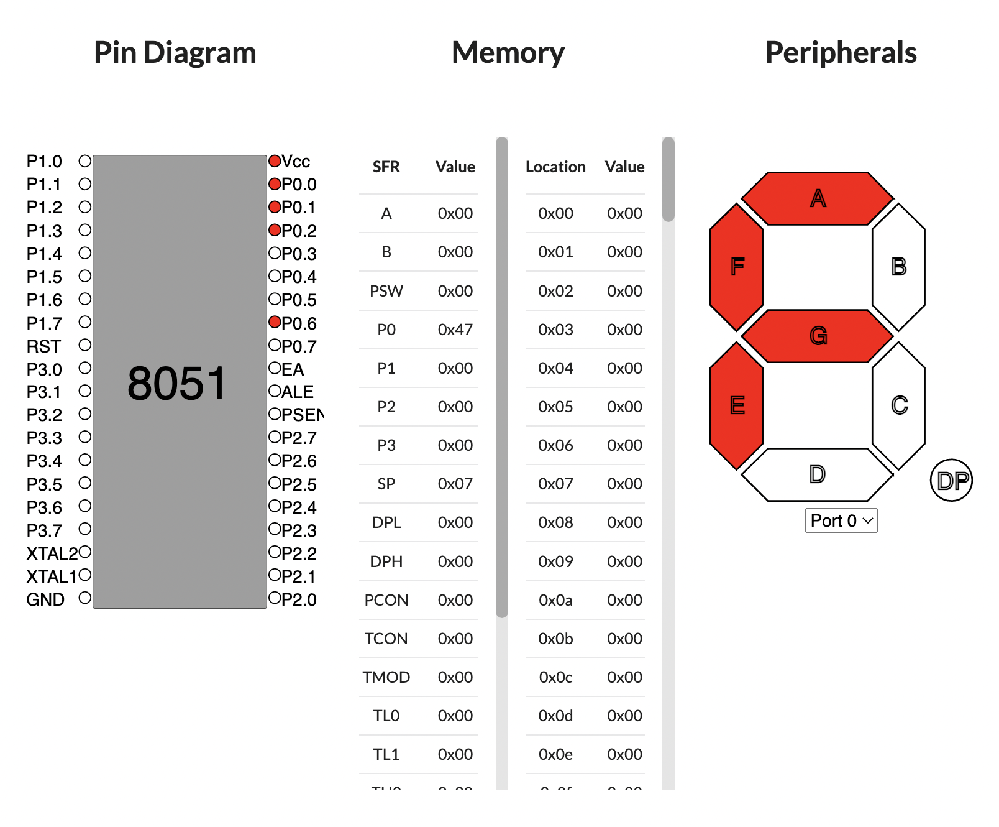 Pin Diagram
Memory
Peripherals
P1.0
P1.1
P1.2
P1.3
P1.4
P1.5
P1.6
P1.7
RST
P3.0
P3.1
P3.2
P3.3
P3.4
P3.5
P3.6
P3.7
XTAL2
XTAL1
GND
8051
Vcc
P0.0
P0.1
P0.2
P0.3
P0.4
P0.5
P0.6
P0.7
EA
ALE
PSEN
P2.7
P2.6
P2.5
P2.4
P2.3
P2.2
P2.1
P2.0
SFR Value
A 0x00
B 0x00
PSW 0x00
P0 0x47
P1 0x00
P2 0x00
P3 0x00
SP 0x07
DPL 0x00
DPH 0x00
PCON 0x00
TCON 0x00
TMOD 0x00
TL0 0x00
TL1 0x00
Location Value
0x00 0x00
0x01 0x00
0x02 0x00
0x03 0x00
0x04 0x00
0x05 0x00
0x06 0x00
0x07 0x00
0x08 0x00
0x09 0x00
0x0a 0x00
0x0b 0x00
0x0c 0x00
0x0d 0x00
0x0e 0x00
A
F
B
G
E
C
D
DP
Port 0